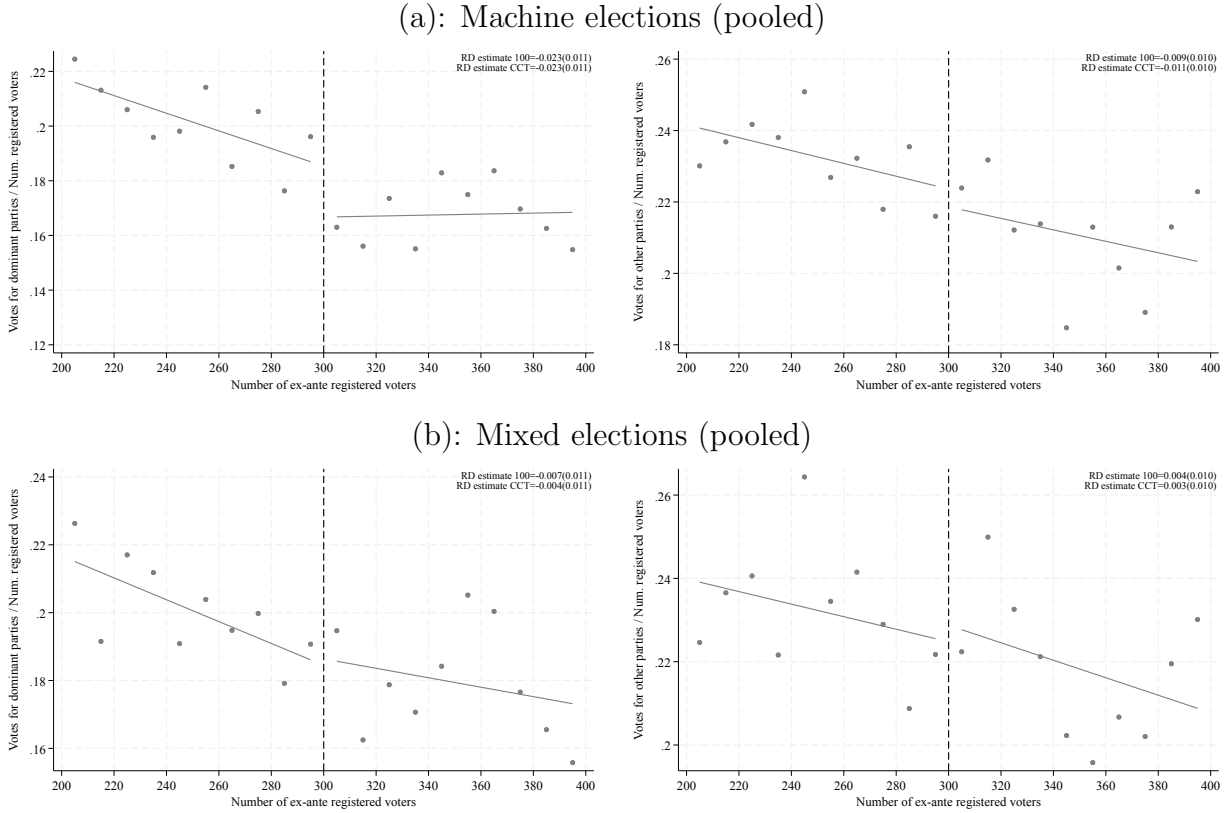 (a): Machine elections (pooled)
RD estimate 100=-0.023(0.011)
RD estimate CCT=-0.023(0.011)
Votes for dominant parties / Num. registered voters
.22
.2
.18
.16
.14
.12
200 220 240 260 280 300 320 340 360 380 400
Number of ex-ante registered voters
RD estimate 100=-0.009(0.010)
RD estimate CCT=-0.011(0.010)
Votes for other parties / Num. registered voters
.26
.24
.22
.2
.18
200 220 240 260 280 300 320 340 360 380 400
Number of ex-ante registered voters
(b): Mixed elections (pooled)
RD estimate 100=-0.007(0.011)
RD estimate CCT=-0.004(0.011)
Votes for dominant parties / Num. registered voters
.24
.22
.2
.18
.16
200 220 240 260 280 300 320 340 360 380 400
Number of ex-ante registered voters
RD estimate 100=0.004(0.010)
RD estimate CCT=0.003(0.010)
Votes for other parties / Num. registered voters
.26
.24
.22
.2
200 220 240 260 280 300 320 340 360 380 400
Number of ex-ante registered voters